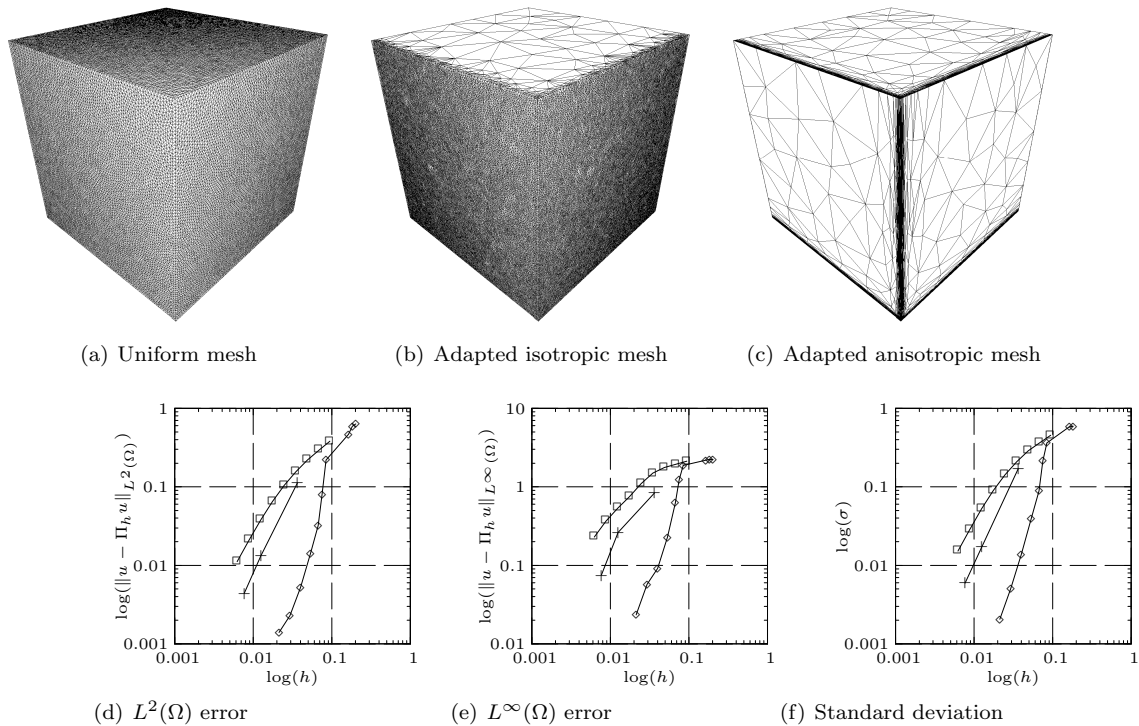 (a) Uniform mesh
(b) Adapted isotropic mesh
(c) Adapted anisotropic mesh
log(‖u − Π_h u‖_{L^2(Ω)})
1
0.1
0.01
0.001
0.001 0.01 0.1 1
log(h)
(d) L^2(Ω) error
log(‖u − Π_h u‖_{L^∞(Ω)})
10
1
0.1
0.01
0.001 0.01 0.1 1
log(h)
(e) L^∞(Ω) error
log(σ)
1
0.1
0.01
0.001
0.001 0.01 0.1 1
log(h)
(f) Standard deviation